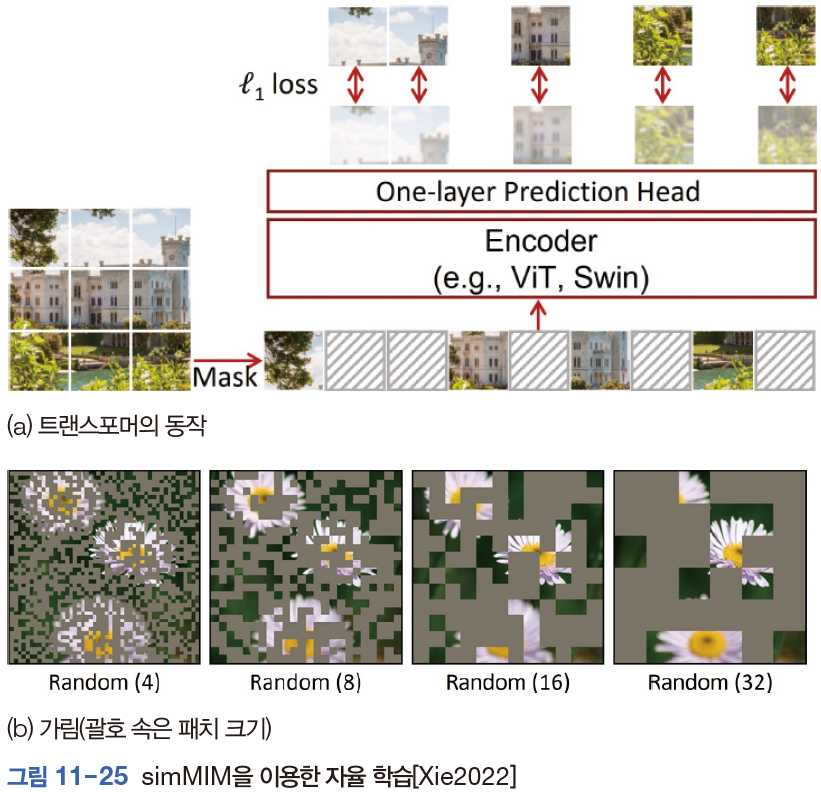 ℓ₁ loss
One-layer Prediction Head
Encoder
(e.g., ViT, Swin)
Mask
(a) 트랜스포머의 동작
Random (4) Random (8) Random (16) Random (32)
(b) 가림(괄호 속은 패치 크기)
그림 11-25 simMIM을 이용한 자율 학습[Xie2022]